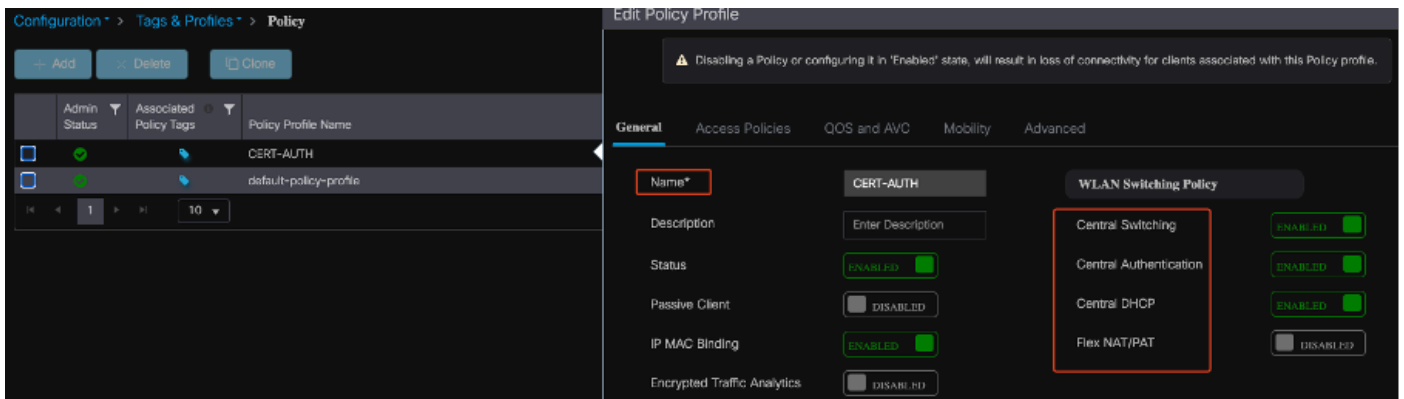 Configuration > Tags & Profiles > Policy
+ Add
× Delete
Clone
Admin Status
Associated Policy Tags
Policy Profile Name
CERT-AUTH
default-policy-profile
1
10
Edit Policy Profile
Disabling a Policy or configuring it in 'Enabled' state, will result in loss of connectivity for clients associated with this Policy profile.
General Access Policies QOS and AVC Mobility Advanced
Name* CERT-AUTH
Description Enter Description
Status ENABLED
Passive Client DISABLED
IP MAC Binding ENABLED
Encrypted Traffic Analytics DISABLED
WLAN Switching Policy
Central Switching ENABLED
Central Authentication ENABLED
Central DHCP ENABLED
Flex NAT/PAT DISABLED